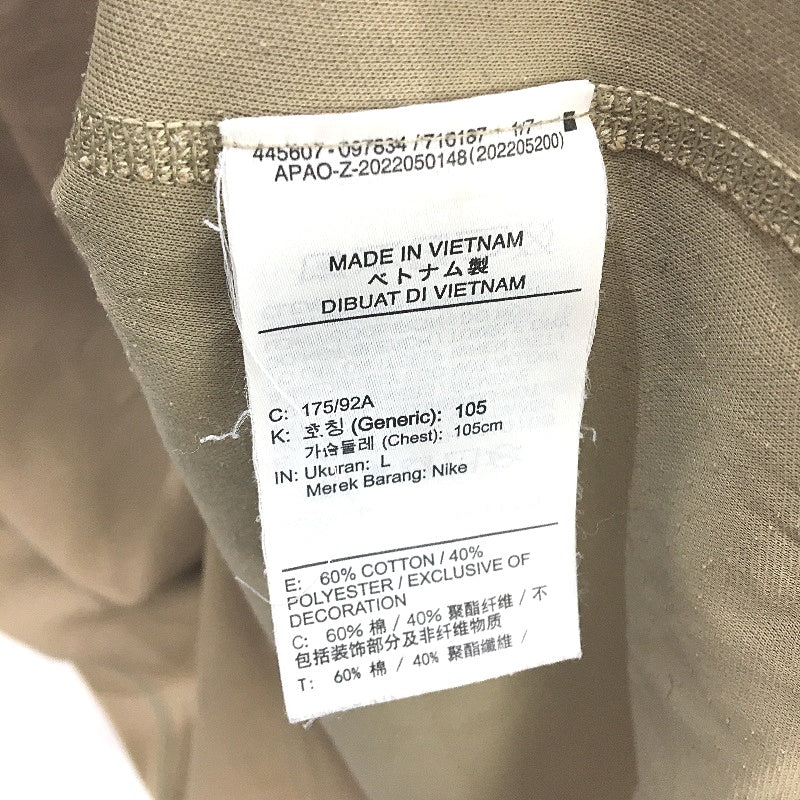 445607-097834 / 716187 - 1/7
APAO-Z-2022050148(202205200)
MADE IN VIETNAM
ベトナム製
DIBUAT DI VIETNAM
C: 175/92A
K: 호칭 (Generic): 105
가슴둘레 (Chest): 105cm
IN: Ukuran: L
Merek Barang: Nike
E: 60% COTTON / 40%
POLYESTER / EXCLUSIVE OF
DECORATION
C: 60% 棉 / 40% 聚酯纤维 / 不
包括装饰部分及非纤维物质
T: 60% 棉 / 40% 聚酯纖維 /